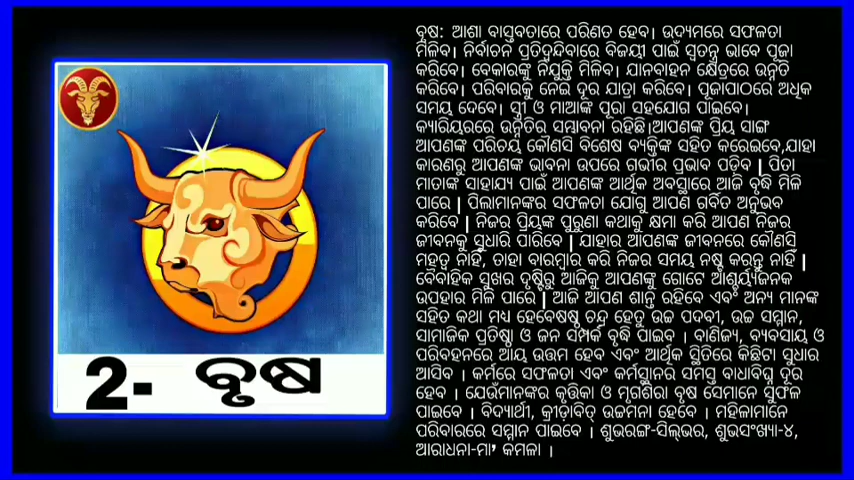 ବୃଷ: ଆଶା ବାସ୍ତବତାରେ ପରିଣତ ହେବ। ଉଦ୍ୟମରେ ସଫଳତା
ମିଳିବ। ନିର୍ବାଚନ ପ୍ରତିଦ୍ବନ୍ଦିତାରେ ବିଜୟୀ ପାଇଁ ସ୍ୱତନ୍ତ୍ର ଭାବେ ପୂଜା
କରିବେ। ବେକାରଙ୍କୁ ନିଯୁକ୍ତି ମିଳିବ। ଯାନବାହନ କ୍ଷେତ୍ରରେ ଉନ୍ନତି
କରିବେ। ପରିବାରକୁ ନେଇ ଦୂର ଯାତ୍ରା କରିବେ। ପୂଜାପାଠରେ ଅଧିକ
ସମୟ ଦେବେ। ସ୍ତ୍ରୀ ଓ ମାଆଙ୍କ ପୂରା ସହଯୋଗ ପାଇବେ।
କ୍ୟାରିୟରରେ ଉନ୍ନତିର ସମ୍ଭାବନା ରହିଛି।ଆପଣଙ୍କ ପ୍ରିୟ ସାଙ୍ଗ
ଆପଣଙ୍କ ପରିଚୟ କୌଣସି ବିଶେଷ ବ୍ୟକ୍ତିଙ୍କ ସହିତ କରେଇବେ,ଯାହା
କାରଣରୁ ଆପଣଙ୍କ ଭାବନା ଉପରେ ଗଭୀର ପ୍ରଭାବ ପଡ଼ିବ | ପିତା
ମାତାଙ୍କ ସାହାଯ୍ୟ ପାଇଁ ଆପଣଙ୍କ ଆର୍ଥିକ ଅବସ୍ଥାରେ ଆଜି ବୃଦ୍ଧି ମିଳି
ପାରେ | ପିଲାମାନଙ୍କର ସଫଳତା ଯୋଗୁ ଆପଣ ଗର୍ବିତ ଅନୁଭବ
କରିବେ | ନିଜର ପ୍ରିୟଙ୍କ ପୁରୁଣା କଥାକୁ କ୍ଷମା କରି ଆପଣ ନିଜର
ଜୀବନକୁ ସୁଧାରି ପାରିବେ | ଯାହାର ଆପଣଙ୍କ ଜୀବନରେ କୌଣସି
ମହତ୍ୱ ନାହିଁ, ତାହା ବାରମ୍ବାର କରି ନିଜର ସମୟ ନଷ୍ଟ କରନ୍ତୁ ନାହିଁ |
ବୈବାହିକ ସୁଖର ଦୃଷ୍ଟିରୁ ଆଜିକୁ ଆପଣଙ୍କୁ ଗୋଟେ ଆଶ୍ଚର୍ଯ୍ୟଜନକ
ଉପହାର ମିଳି ପାରେ | ଆଜି ଆପଣ ଶାନ୍ତ ରହିବେ ଏବଂ ଅନ୍ୟ ମାନଙ୍କ
ସହିତ କଥା ମଧ୍ୟ ହେବେଷଷ୍ଠ ଚନ୍ଦ୍ର ହେତୁ ଉଚ୍ଚ ପଦବୀ, ଉଚ୍ଚ ସମ୍ମାନ,
ସାମାଜିକ ପ୍ରତିଷ୍ଠା ଓ ଜନ ସମ୍ପର୍କ ବୃଦ୍ଧି ପାଇବ । ବାଣିଜ୍ୟ, ବ୍ୟବସାୟ ଓ
ପରିବହନରେ ଆୟ ଉତ୍ତମ ହେବ ଏବଂ ଆର୍ଥିକ ସ୍ଥିତିରେ କିଛିଟା ସୁଧାର
ଆସିବ । କର୍ମରେ ସଫଳତା ଏବଂ କର୍ମସ୍ଥାନର ସମସ୍ତ ବାଧାବିଘ୍ନ ଦୂର
ହେବ । ଯେଉଁମାନଙ୍କର କୃତ୍ତିକା ଓ ମୃଗଶିରା ବୃଷ ସେମାନେ ସୁଫଳ
ପାଇବେ । ବିଦ୍ୟାର୍ଥୀ, କ୍ରୀଡ଼ାବିତ୍ ଉଚ୍ଚମନା ହେବେ । ମହିଳାମାନେ
ପରିବାରରେ ସମ୍ମାନ ପାଇବେ । ଶୁଭରଙ୍ଗ-ସିଲ୍‌ଭର, ଶୁଭସଂଖ୍ୟା-୪,
ଆରାଧନା-ମା’ କମଳା ।
2- ବୃଷ